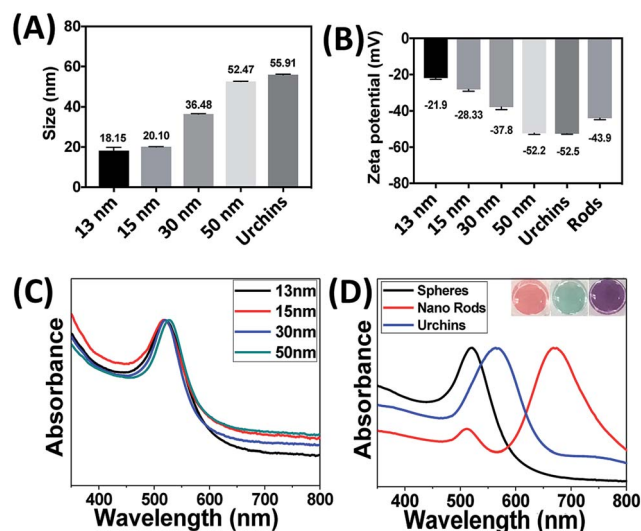 (A)
Size (nm)
80
60
40
20
0
18.15
20.10
36.48
52.47
55.91
13 nm
15 nm
30 nm
50 nm
Urchins
(B)
Zeta potential (mV)
0
-20
-40
-60
-80
-21.9
-28.33
-37.8
-52.2
-52.5
-43.9
13 nm
15 nm
30 nm
50 nm
Urchins
Rods
(C)
Absorbance
13nm
15nm
30nm
50nm
400 500 600 700 800
Wavelength (nm)
(D)
Absorbance
Spheres
Nano Rods
Urchins
400 500 600 700 800
Wavelength (nm)